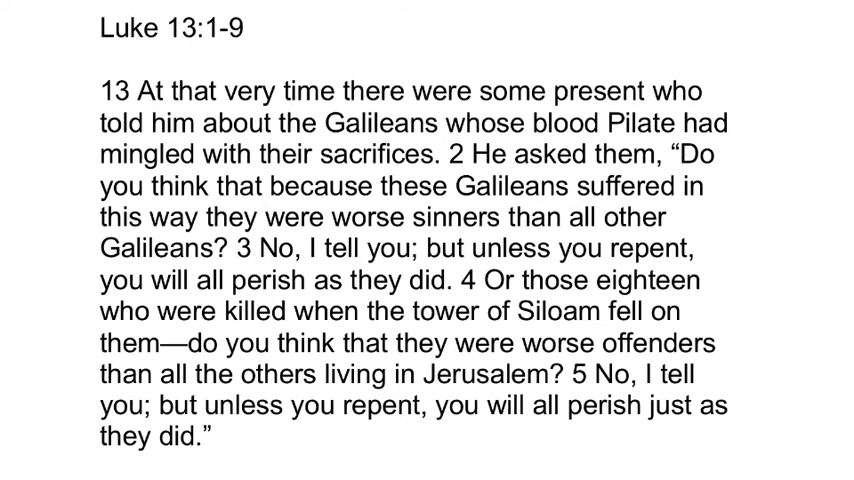 Luke 13:1-9
13 At that very time there were some present who
told him about the Galileans whose blood Pilate had
mingled with their sacrifices. 2 He asked them, “Do
you think that because these Galileans suffered in
this way they were worse sinners than all other
Galileans? 3 No, I tell you; but unless you repent,
you will all perish as they did. 4 Or those eighteen
who were killed when the tower of Siloam fell on
them—do you think that they were worse offenders
than all the others living in Jerusalem? 5 No, I tell
you; but unless you repent, you will all perish just as
they did.”